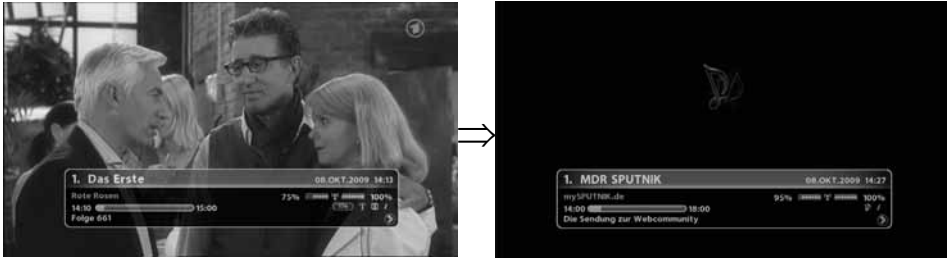 1. Das Erste 08.OKT.2009 14:13
Rote Rosen 75% 100%
14:10 15:00
Folge 661
1. MDR SPUTNIK 08.OKT.2009 14:27
mySPUTNIK.de 95% 100%
14:00 18:00
Die Sendung zur Webcommunity